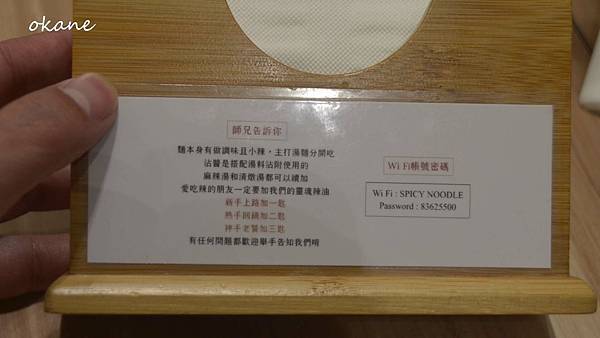 okane
師兄告訴你
麵本身有做調味且小辣，主打湯麵分開吃
沾醬是搭配湯料沾附使用的
麻辣湯和清燉湯都可以續加
愛吃辣的朋友一定要加我們的靈魂辣油
新手上路加一匙
熟手回鍋加二匙
神手老饕加三匙
有任何問題都歡迎舉手告知我們唷
Wi Fi帳號密碼
Wi Fi : SPICY NOODLE
Password : 83625500